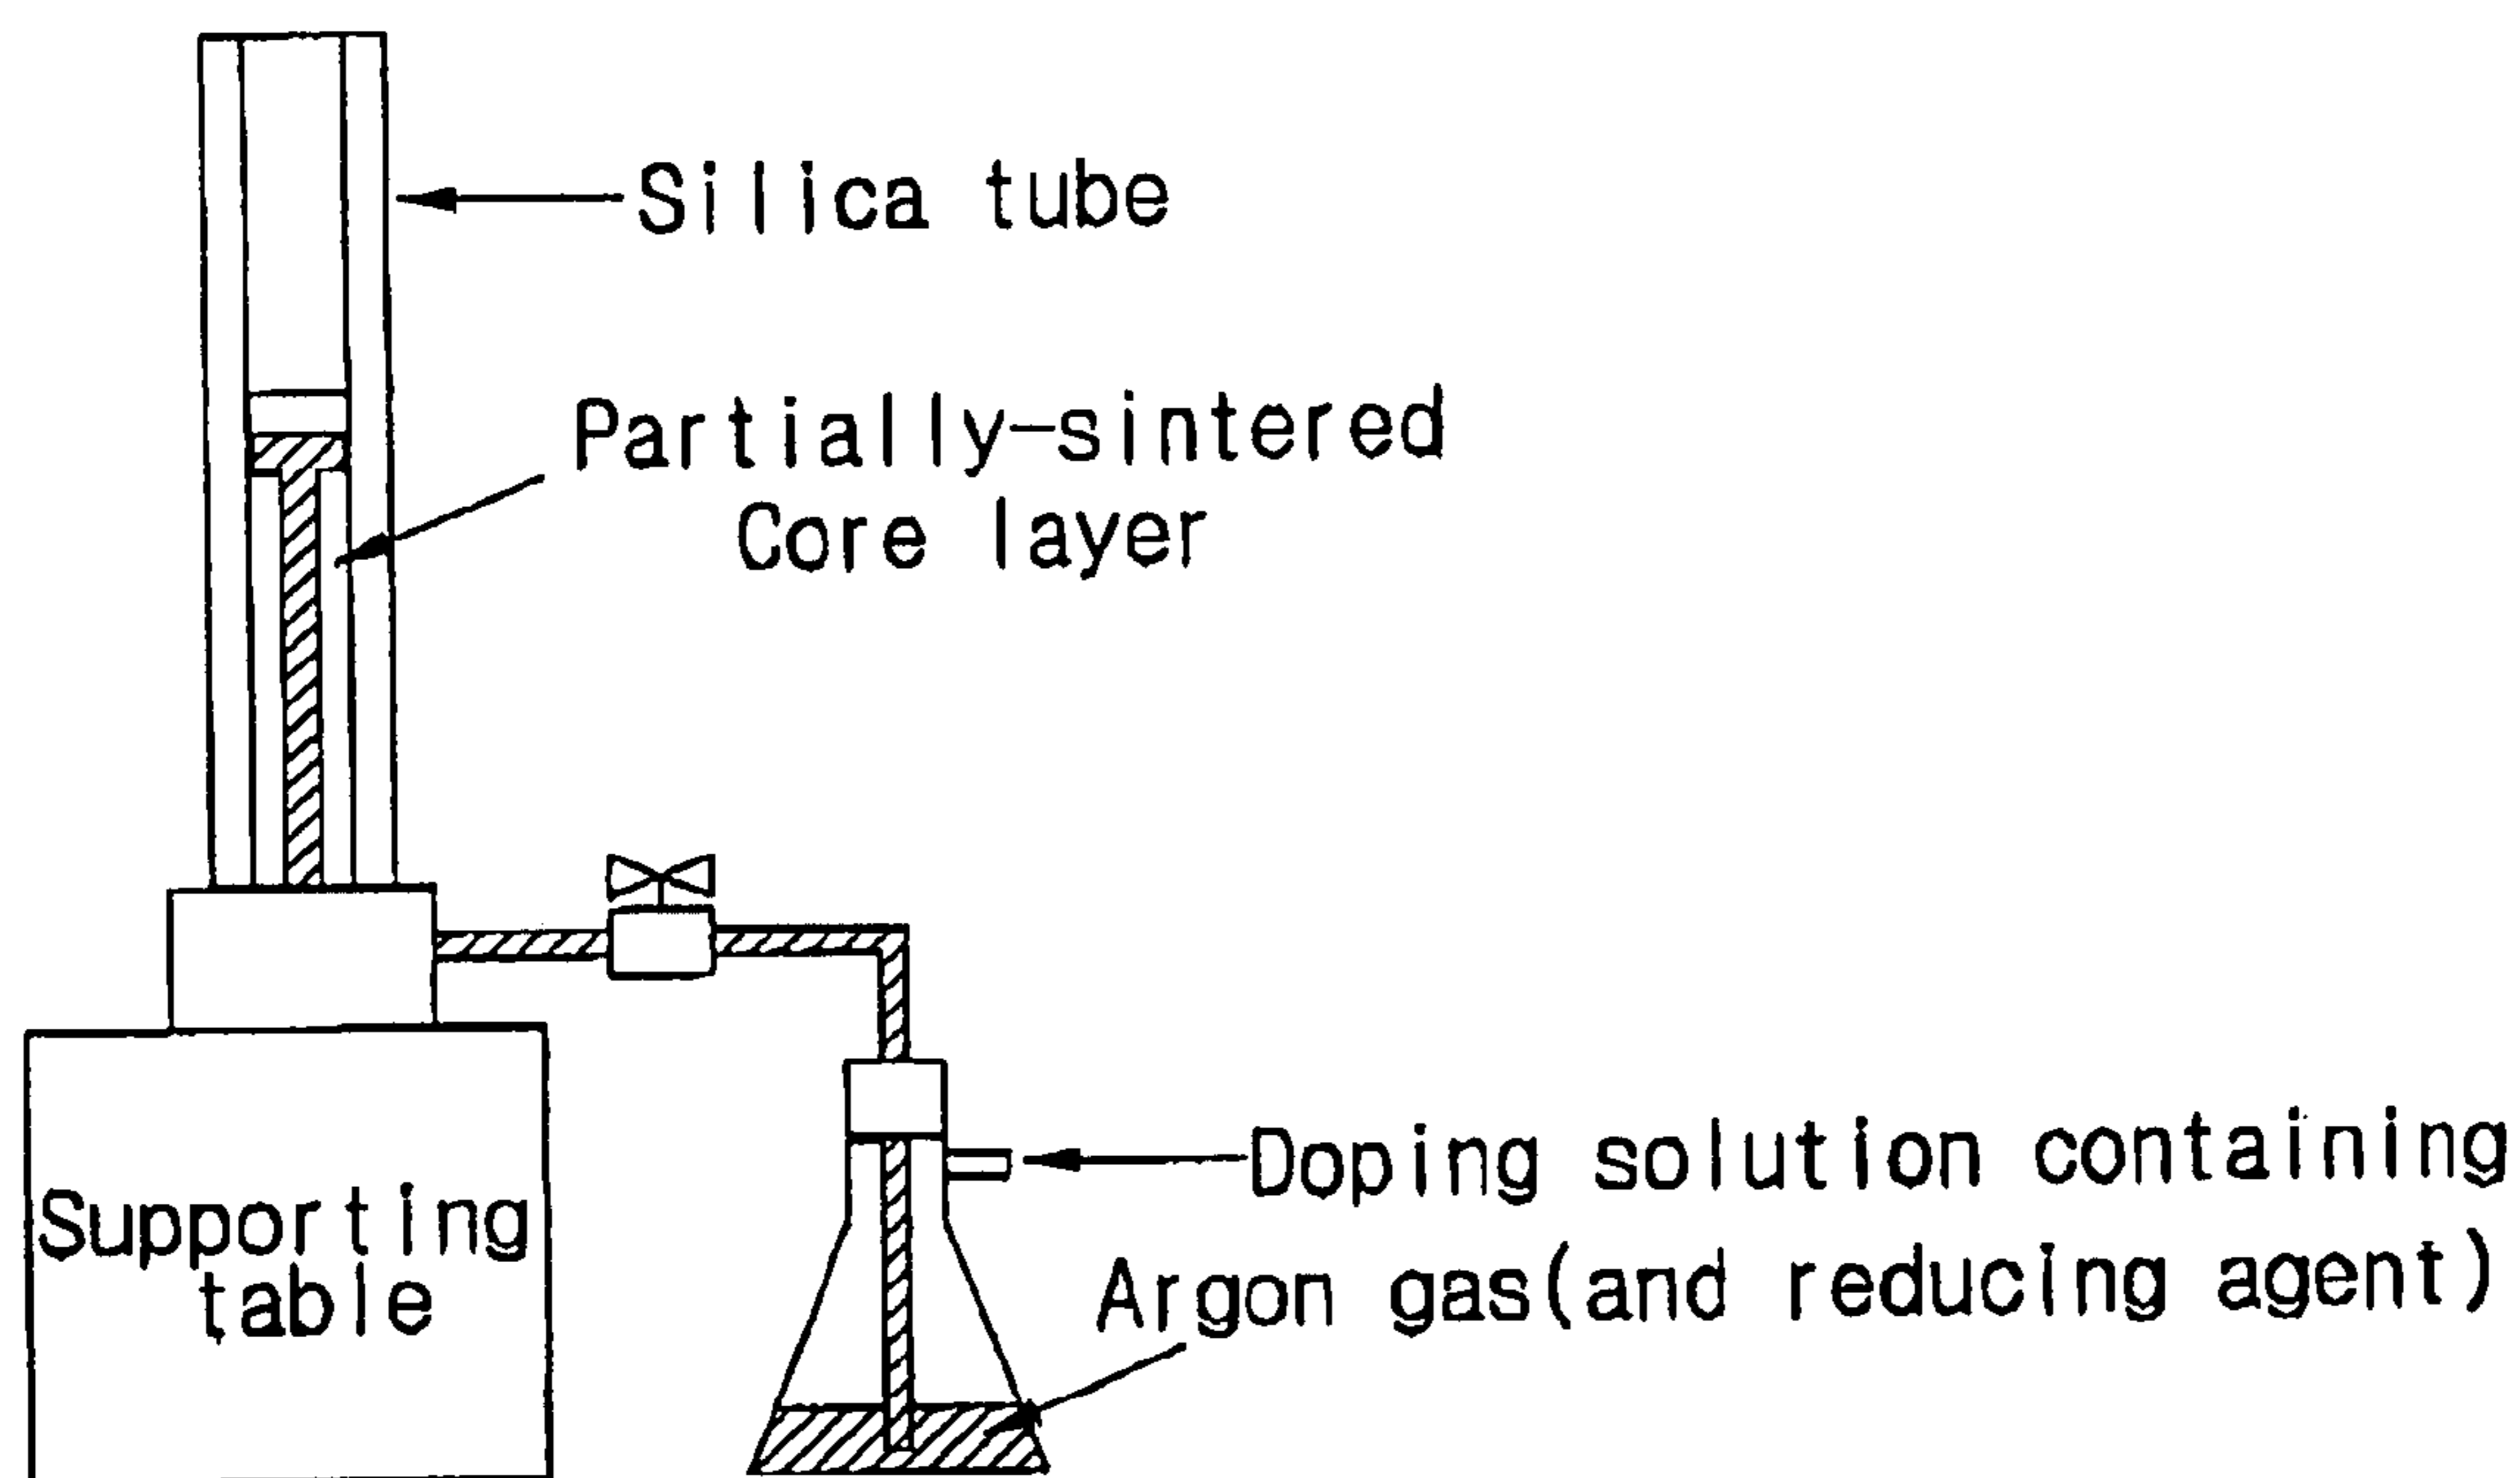 Silica tube
Partially-sintered
Core layer
Doping solution containing
Argon gas(and reducing agent)
Supporting
table